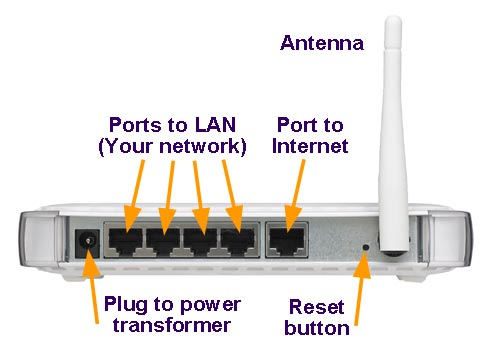 Antenna
Ports to LAN
(Your network)
Port to
Internet
Plug to power
transformer
Reset
button